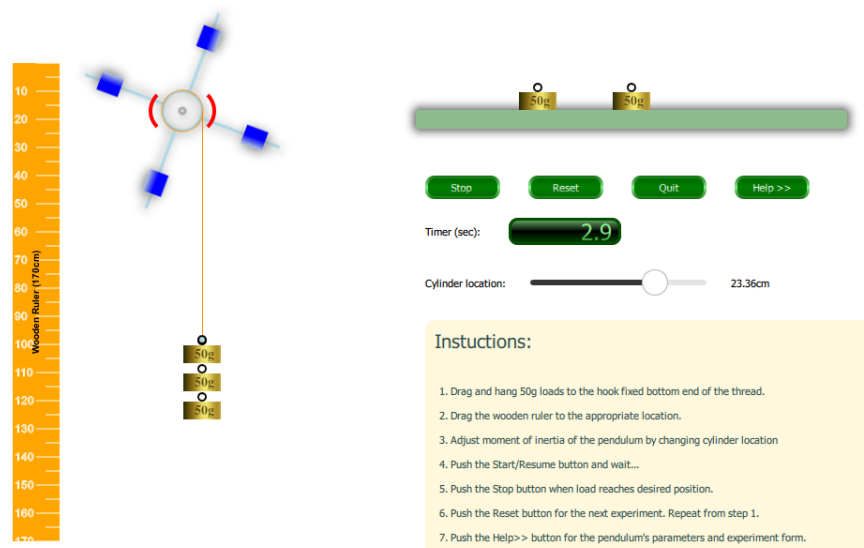 10
20
30
40
50
60
70
80
90
100
110
120
130
140
150
160
170
Wooden Ruler (170cm)
50g
50g
50g
50g 50g
Stop Reset Quit Help >>
Timer (sec): 2.9
Cylinder location: 23.36cm
Instuctions:
1. Drag and hang 50g loads to the hook fixed bottom end of the thread.
2. Drag the wooden ruler to the appropriate location.
3. Adjust moment of inertia of the pendulum by changing cylinder location
4. Push the Start/Resume button and wait...
5. Push the Stop button when load reaches desired position.
6. Push the Reset button for the next experiment. Repeat from step 1.
7. Push the Help>> button for the pendulum's parameters and experiment form.